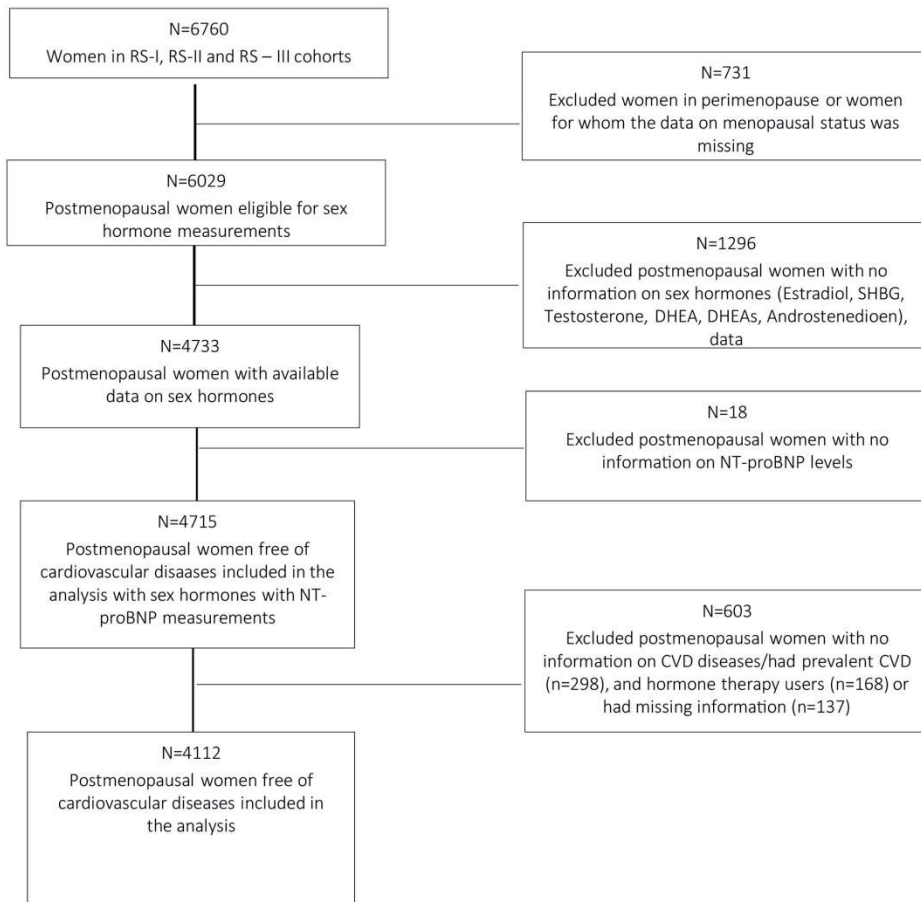 N=6760
Women in RS-I, RS-II and RS – III cohorts
N=731
Excluded women in perimenopause or women
for whom the data on menopausal status was
missing
N=6029
Postmenopausal women eligible for sex
hormone measurements
N=1296
Excluded postmenopausal women with no
information on sex hormones (Estradiol, SHBG,
Testosterone, DHEA, DHEAs, Androstenedioen),
data
N=4733
Postmenopausal women with available
data on sex hormones
N=18
Excluded postmenopausal women with no
information on NT-proBNP levels
N=4715
Postmenopausal women free of
cardiovascular disaases included in the
analysis with sex hormones with NT-
proBNP measurements
N=603
Excluded postmenopausal women with no
information on CVD diseases/had prevalent CVD
(n=298), and hormone therapy users (n=168) or
had missing information (n=137)
N=4112
Postmenopausal women free of
cardiovascular diseases included in
the analysis